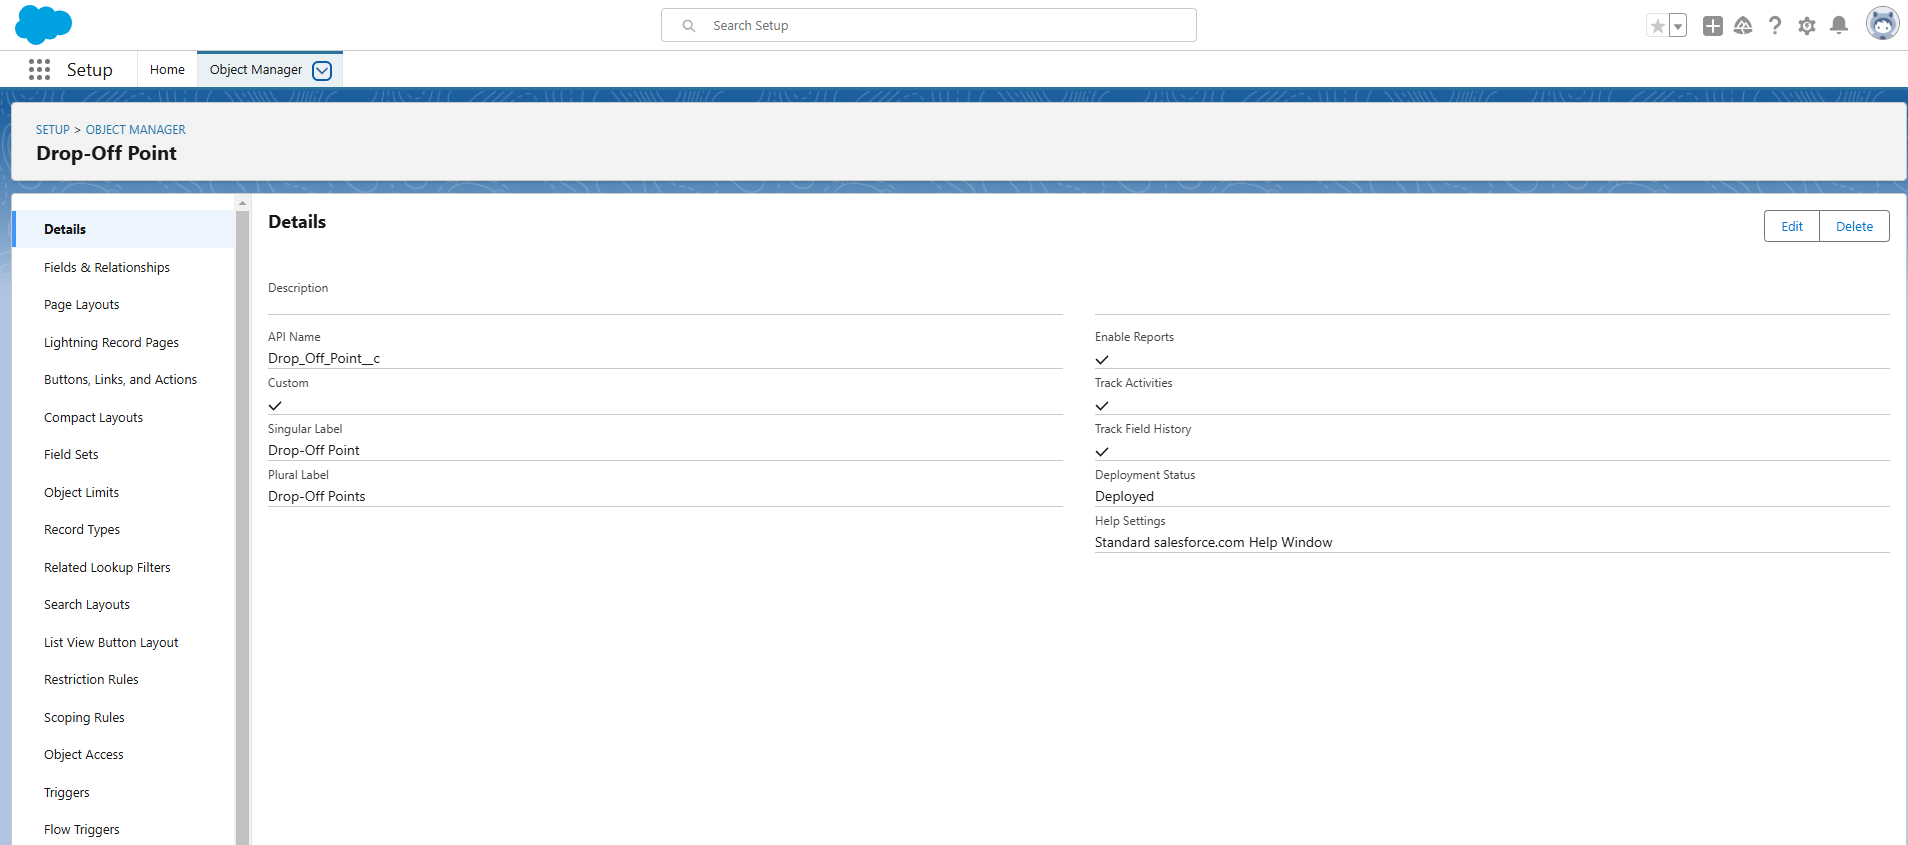 Search Setup
Setup
Home
Object Manager
SETUP > OBJECT MANAGER
Drop-Off Point
Details
Fields & Relationships
Page Layouts
Lightning Record Pages
Buttons, Links, and Actions
Compact Layouts
Field Sets
Object Limits
Record Types
Related Lookup Filters
Search Layouts
List View Button Layout
Restriction Rules
Scoping Rules
Object Access
Triggers
Flow Triggers
Details
Edit
Delete
Description
API Name
Drop_Off_Point__c
Custom
Singular Label
Drop-Off Point
Plural Label
Drop-Off Points
Enable Reports
Track Activities
Track Field History
Deployment Status
Deployed
Help Settings
Standard salesforce.com Help Window